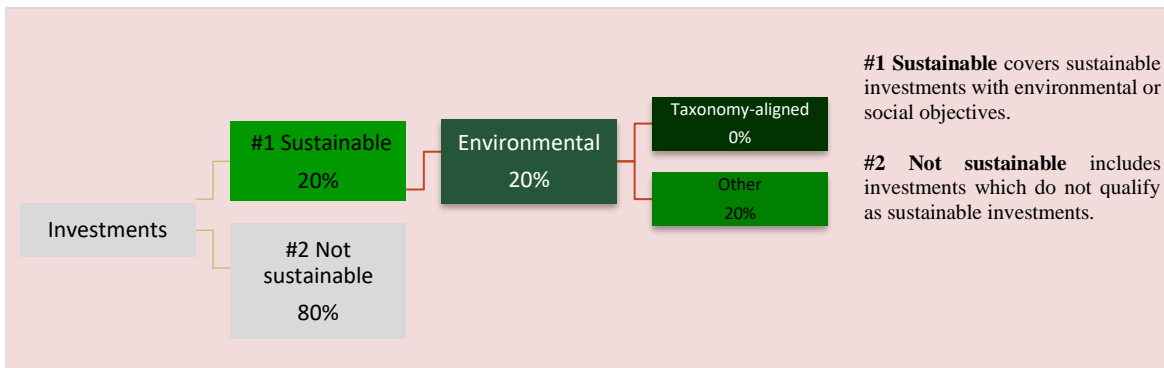 #1 Sustainable covers sustainable
investments with environmental or
social objectives.
#2 Not sustainable includes
investments which do not qualify
as sustainable investments.
Investments
#1 Sustainable
20%
#2 Not
sustainable
80%
Environmental
20%
Taxonomy-aligned
0%
Other
20%